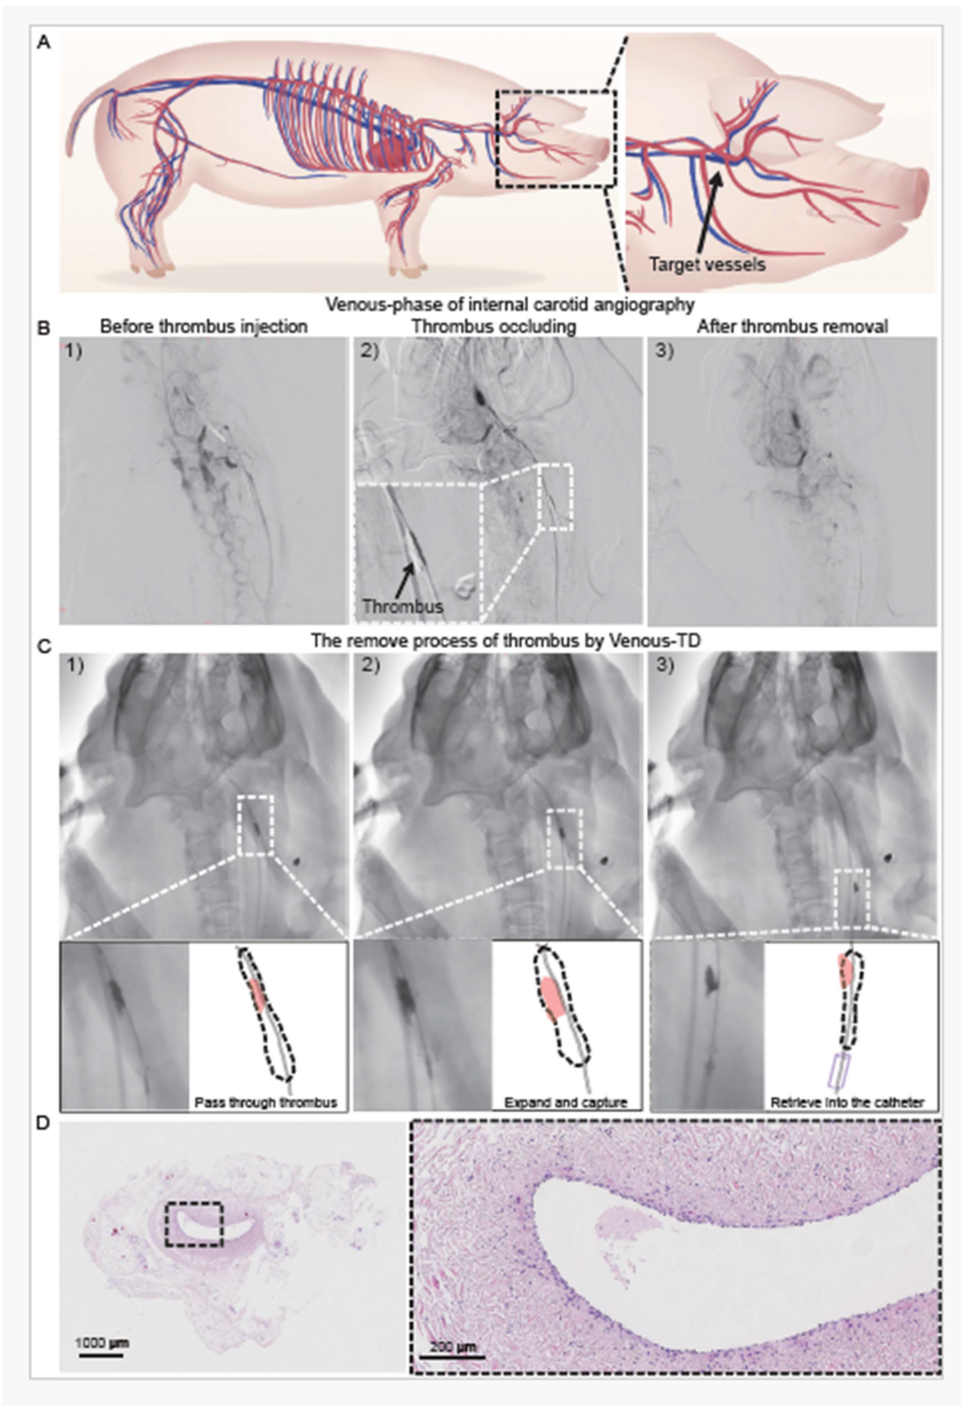 A
Target vessels
Venous-phase of internal carotid angiography
B
Before thrombus injection
Thrombus occluding
After thrombus removal
1)
2)
3)
Thrombus
The remove process of thrombus by Venous-TD
C
1)
2)
3)
Pass through thrombus
Expand and capture
Retrieve into the catheter
D
1000 μm
200 μm